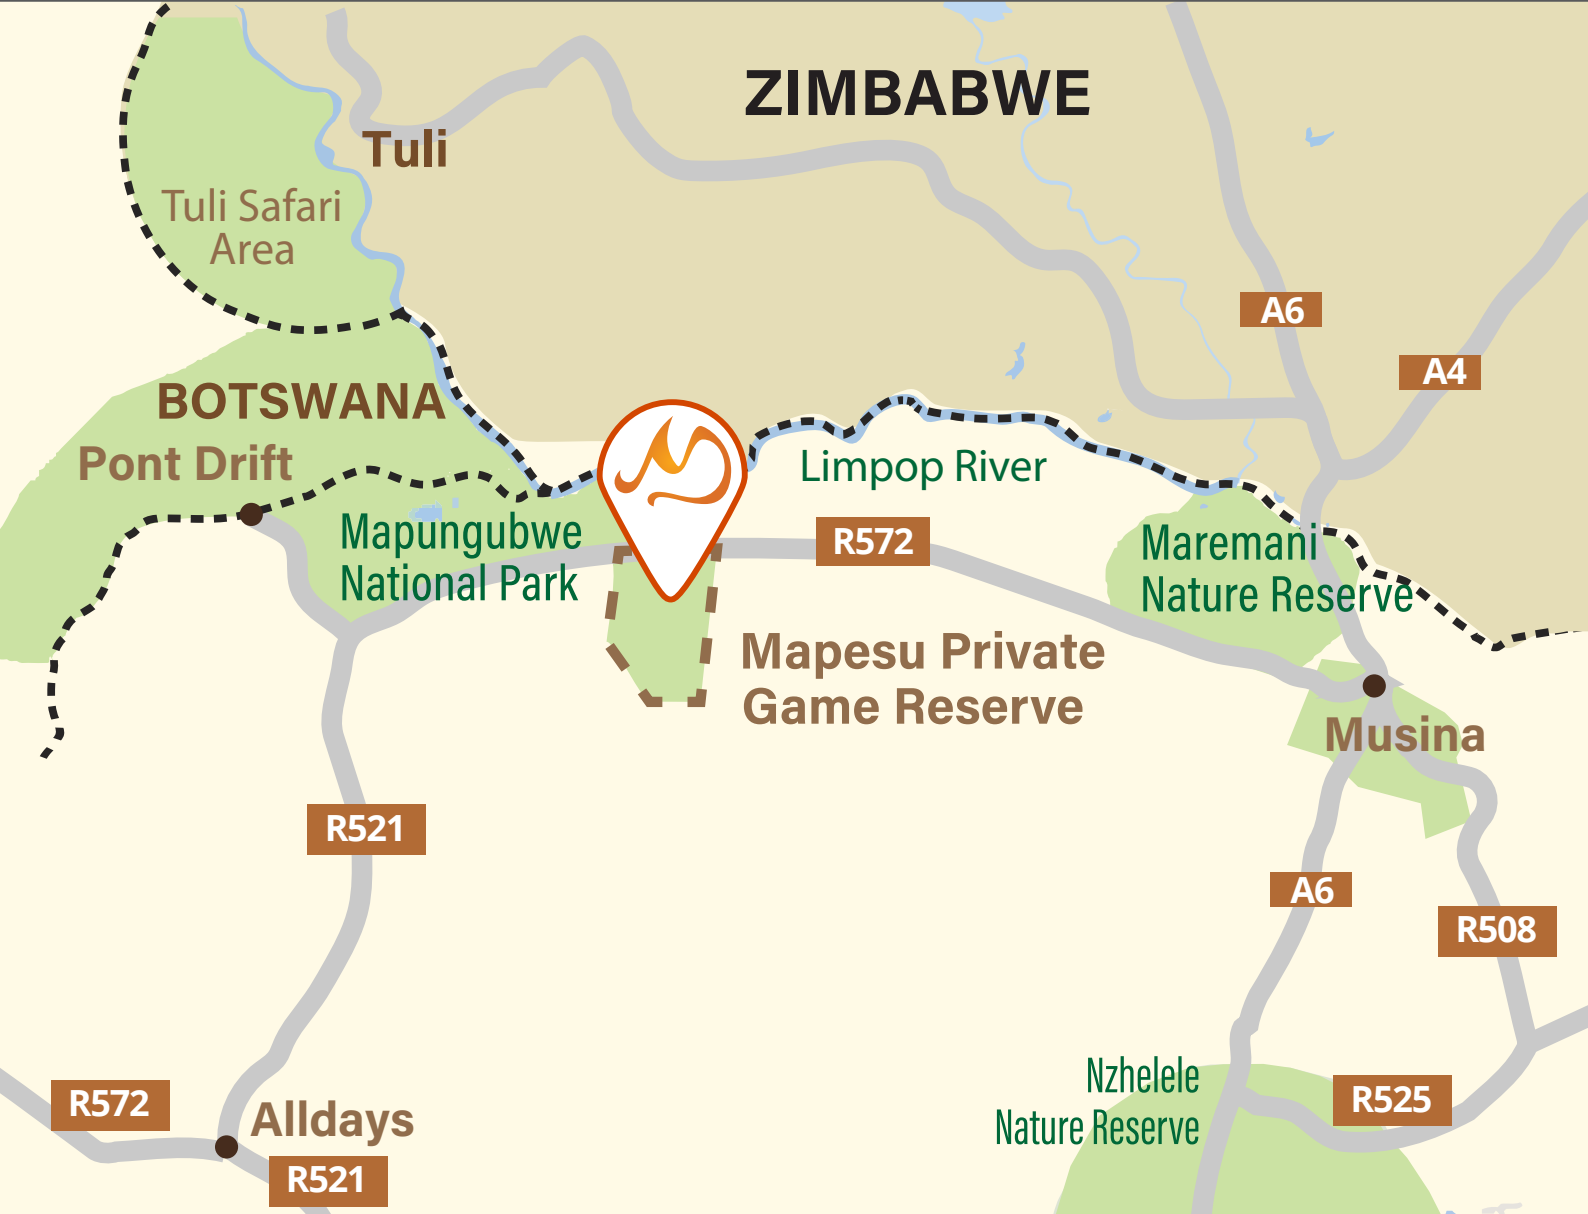 ZIMBABWE
Tuli
Tuli Safari
Area
A6
A4
BOTSWANA
Pont Drift
Limpop River
Mapungubwe
National Park
R572
Maremani
Nature Reserve
Mapesu Private
Game Reserve
Musina
R521
A6
R508
Nzhelele
Nature Reserve
R525
R572
Alldays
R521